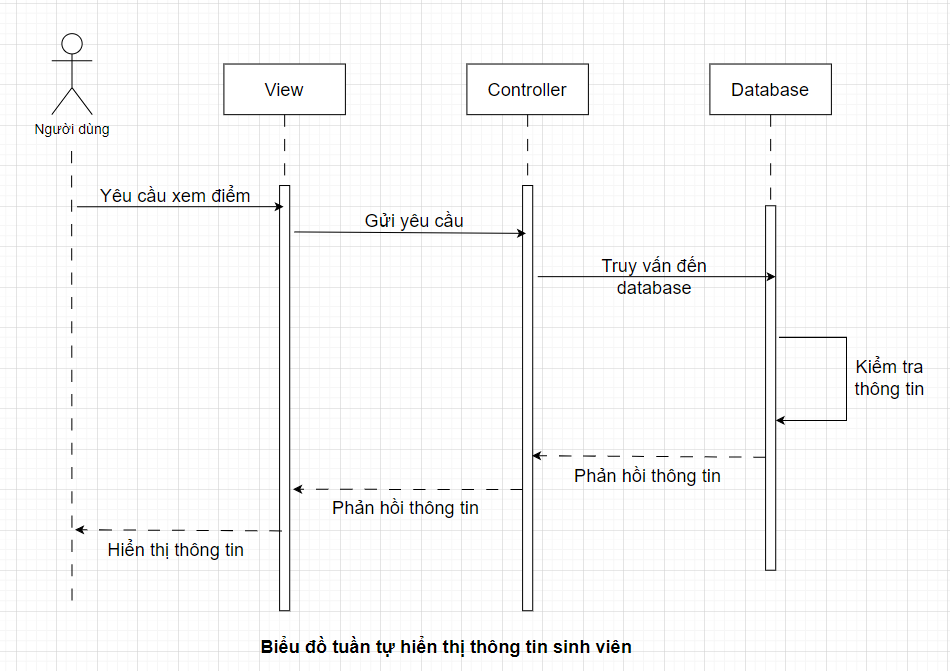 View
Controller
Database
Người dùng
Yêu cầu xem điểm
Gửi yêu cầu
Truy vấn đến
database
Kiểm tra
thông tin
Phản hồi thông tin
Phản hồi thông tin
Hiển thị thông tin
Biểu đồ tuần tự hiển thị thông tin sinh viên